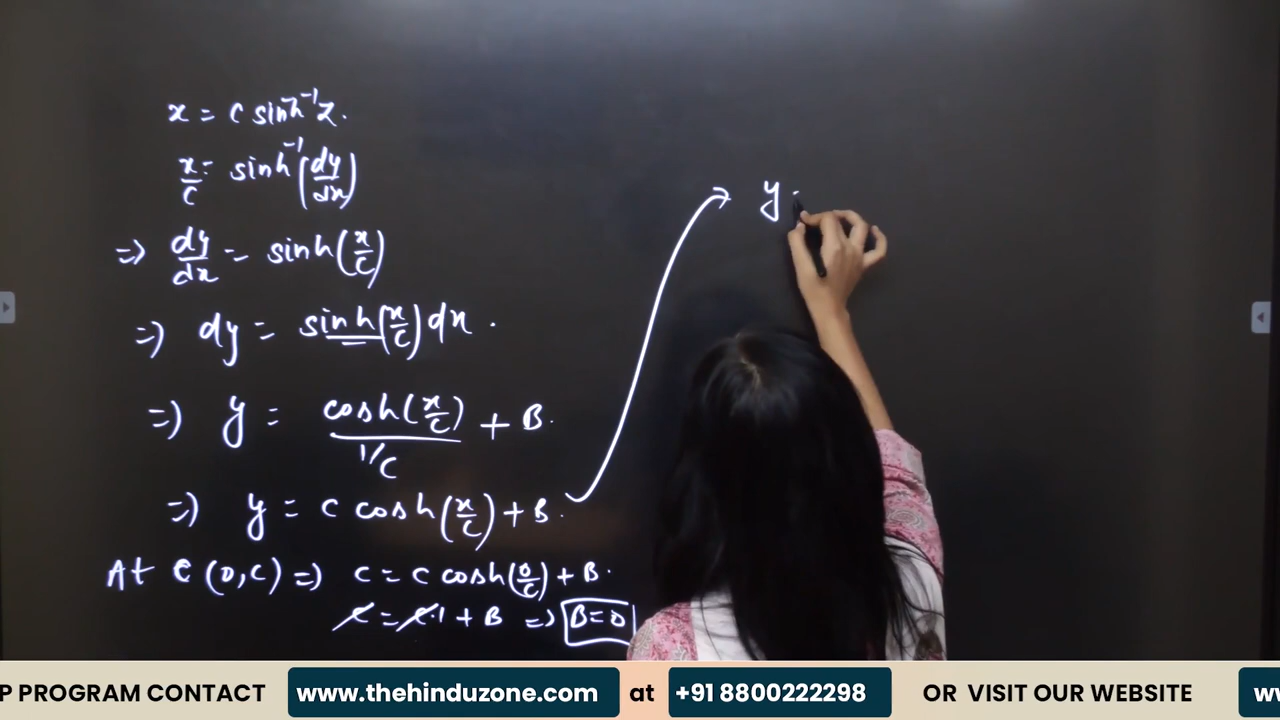 x = c sinh⁻¹ z.
x/c = sinh⁻¹(dy/dx)
=> dy/dx = sinh(x/c)
=> dy = sinh(x/c) dx .
=> y = cosh(x/c) / 1/c + B.
=> y = c cosh(x/c) + B.
At C (0,c) => c = c cosh(0/c) + B.
c = c.1 + B => B = 0
y -
P PROGRAM CONTACT www.thehinduzone.com at +91 8800222298 OR VISIT OUR WEBSITE ww